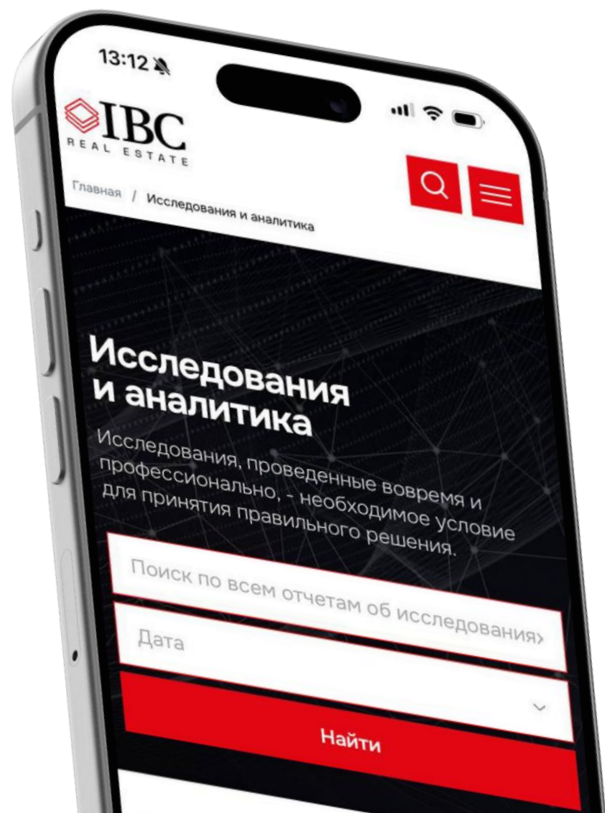 13:12
IBC
REAL ESTATE
Главная / Исследования и аналитика
Исследования
и аналитика
Исследования, проведенные вовремя и
профессионально, - необходимое условие
для принятия правильного решения.
Поиск по всем отчетам об исследования
Дата
Найти